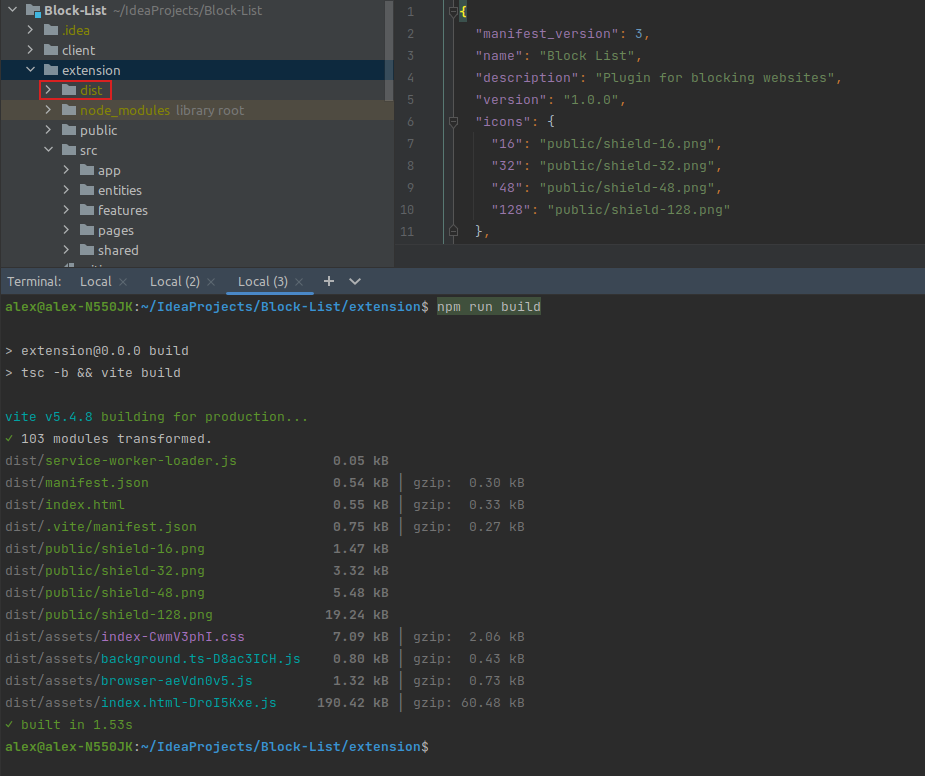 Block-List ~/IdeaProjects/Block-List
.idea
client
extension
dist
node_modules library root
public
src
app
entities
features
pages
shared
1 {
2 "manifest_version": 3,
3 "name": "Block List",
4 "description": "Plugin for blocking websites",
5 "version": "1.0.0",
6 "icons": {
7 "16": "public/shield-16.png",
8 "32": "public/shield-32.png",
9 "48": "public/shield-48.png",
10 "128": "public/shield-128.png"
11 },
Terminal: Local × Local (2) × Local (3) × +
alex@alex-N550JK:~/IdeaProjects/Block-List/extension$ npm run build
> extension@0.0.0 build
> tsc -b && vite build
vite v5.4.8 building for production...
✓ 103 modules transformed.
dist/service-worker-loader.js 0.05 kB
dist/manifest.json 0.54 kB │ gzip: 0.30 kB
dist/index.html 0.55 kB │ gzip: 0.33 kB
dist/.vite/manifest.json 0.75 kB │ gzip: 0.27 kB
dist/public/shield-16.png 1.47 kB
dist/public/shield-32.png 3.32 kB
dist/public/shield-48.png 5.48 kB
dist/public/shield-128.png 19.24 kB
dist/assets/index-CwmV3phI.css 7.09 kB │ gzip: 2.06 kB
dist/assets/background.ts-D8ac3ICH.js 0.80 kB │ gzip: 0.43 kB
dist/assets/browser-aeVdn0v5.js 1.32 kB │ gzip: 0.73 kB
dist/assets/index.html-DroI5Kxe.js 190.42 kB │ gzip: 60.48 kB
✓ built in 1.53s
alex@alex-N550JK:~/IdeaProjects/Block-List/extension$